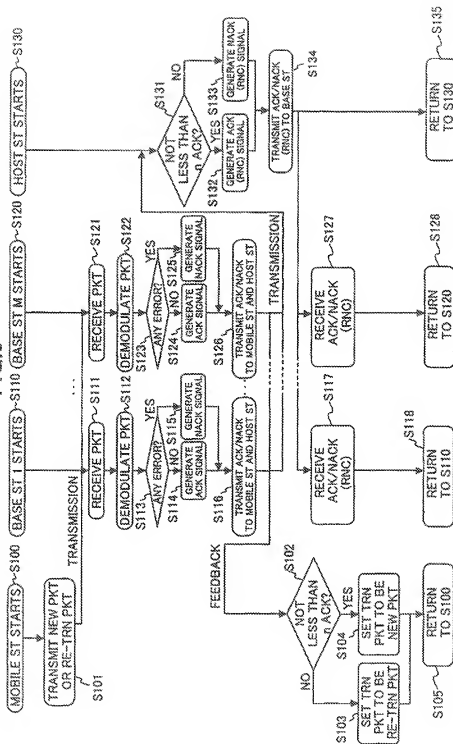 MOBILE ST STARTS
S100
TRANSMIT NEW PKT
OR RE-TRN PKT
S101
TRANSMISSION
BASE ST 1 STARTS
S110
RECEIVE PKT
S111
DEMODULATE PKT
S112
S113
ANY ERROR?
YES
NO
S114
GENERATE
ACK SIGNAL
S115
GENERATE
NACK SIGNAL
S116
TRANSMIT ACK/NACK
TO MOBILE ST AND HOST ST
...
BASE ST M STARTS
S120
RECEIVE PKT
S121
DEMODULATE PKT
S122
S123
ANY ERROR?
YES
NO
S124
GENERATE
ACK SIGNAL
S125
GENERATE
NACK SIGNAL
S126
TRANSMIT ACK/NACK
TO MOBILE ST AND HOST ST
TRANSMISSION
HOST ST STARTS
S130
NOT
LESS THAN
n ACK?
S131
NO
YES
S132
GENERATE ACK
(RNC) SIGNAL
S133
GENERATE NACK
(RNC) SIGNAL
TRANSMIT ACK/NACK
(RNC) TO BASE ST
S134
RETURN
TO S130
S135
FEEDBACK
S102
NOT
LESS THAN
n ACK?
NO
YES
S103
SET TRN
PKT TO BE
RE-TRN PKT
S104
SET TRN
PKT TO BE
NEW PKT
RETURN
TO S100
S105
RECEIVE
ACK/NACK
(RNC)
S117
RETURN
TO S110
S118
RECEIVE
ACK/NACK
(RNC)
S127
RETURN
TO S120
S128